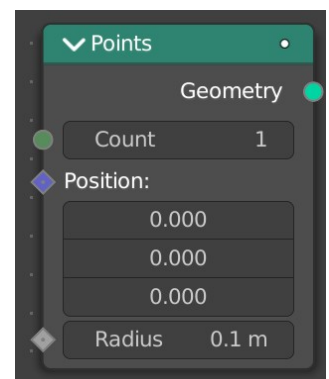 Points
Geometry
Count 1
Position:
0.000
0.000
0.000
Radius 0.1 m